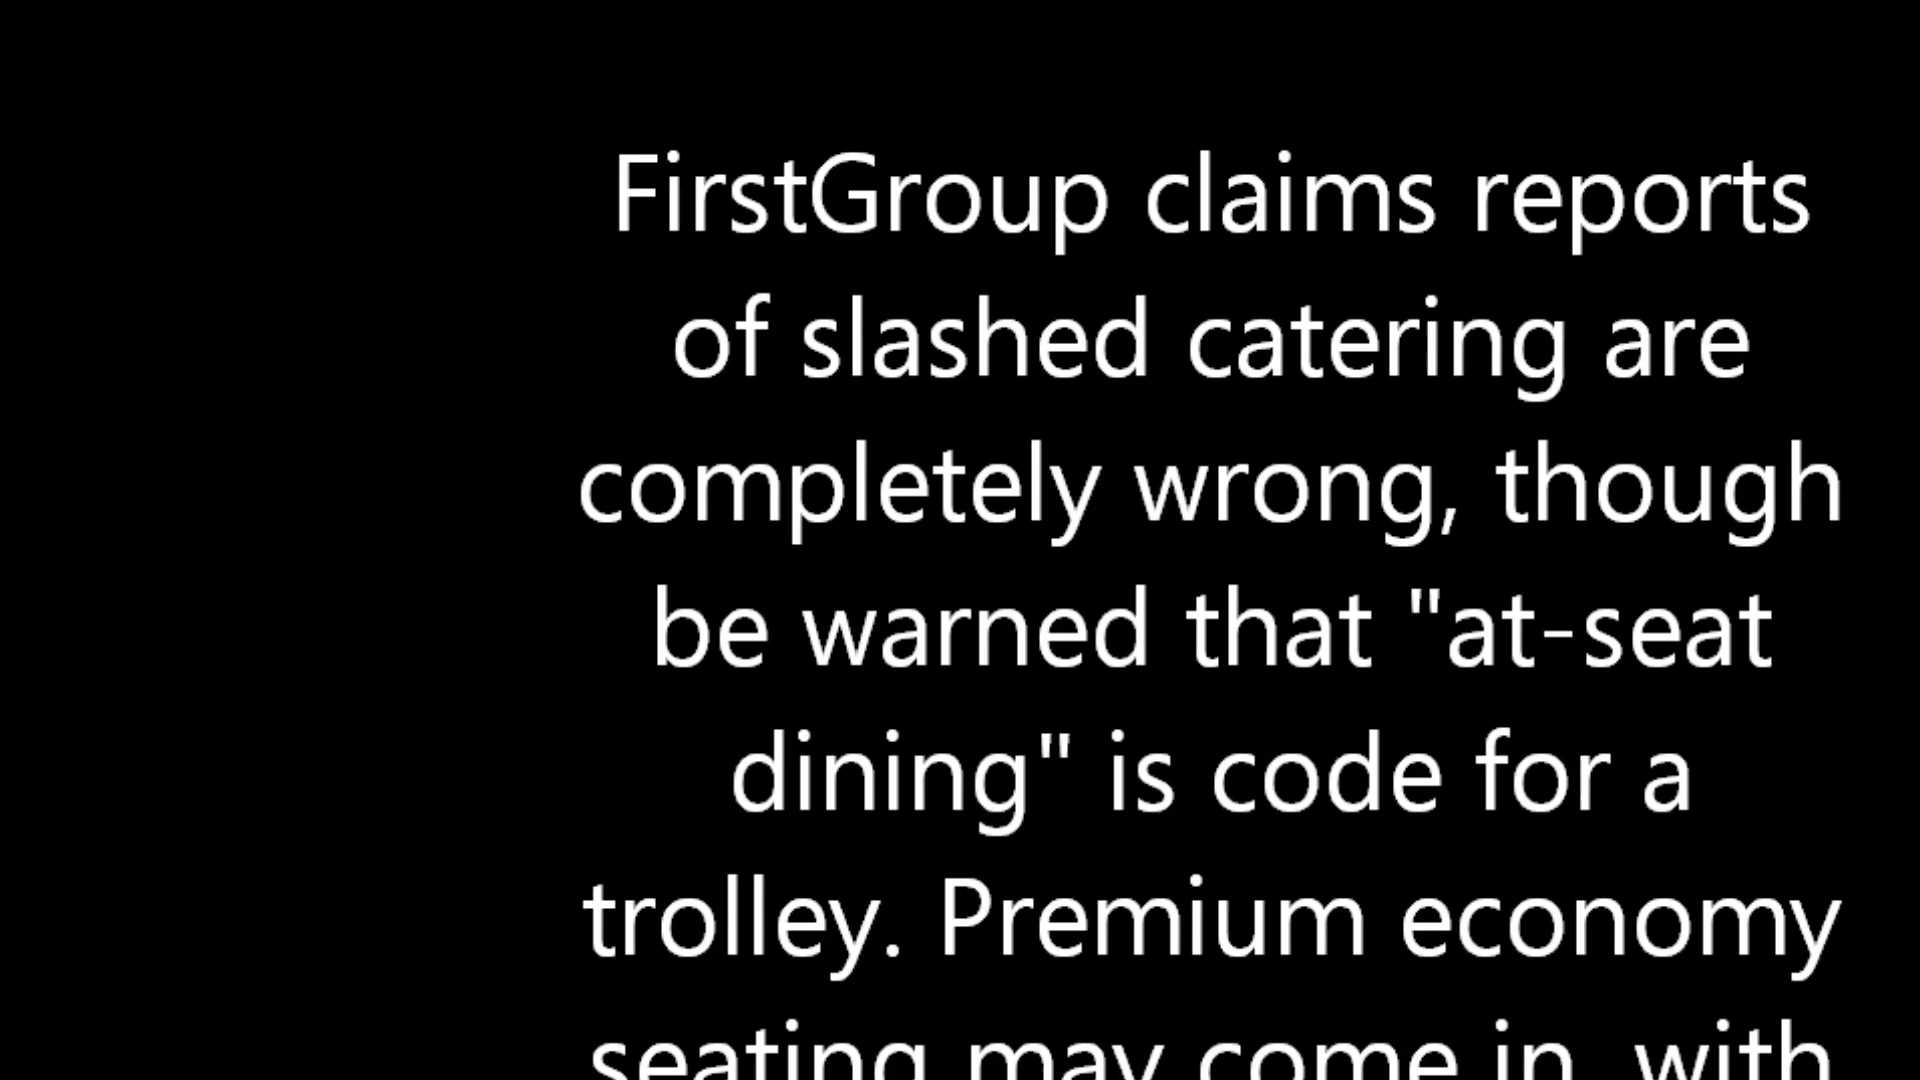 FirstGroup claims reports
of slashed catering are
completely wrong, though
be warned that "at-seat
dining" is code for a
trolley. Premium economy
seating may come in, with